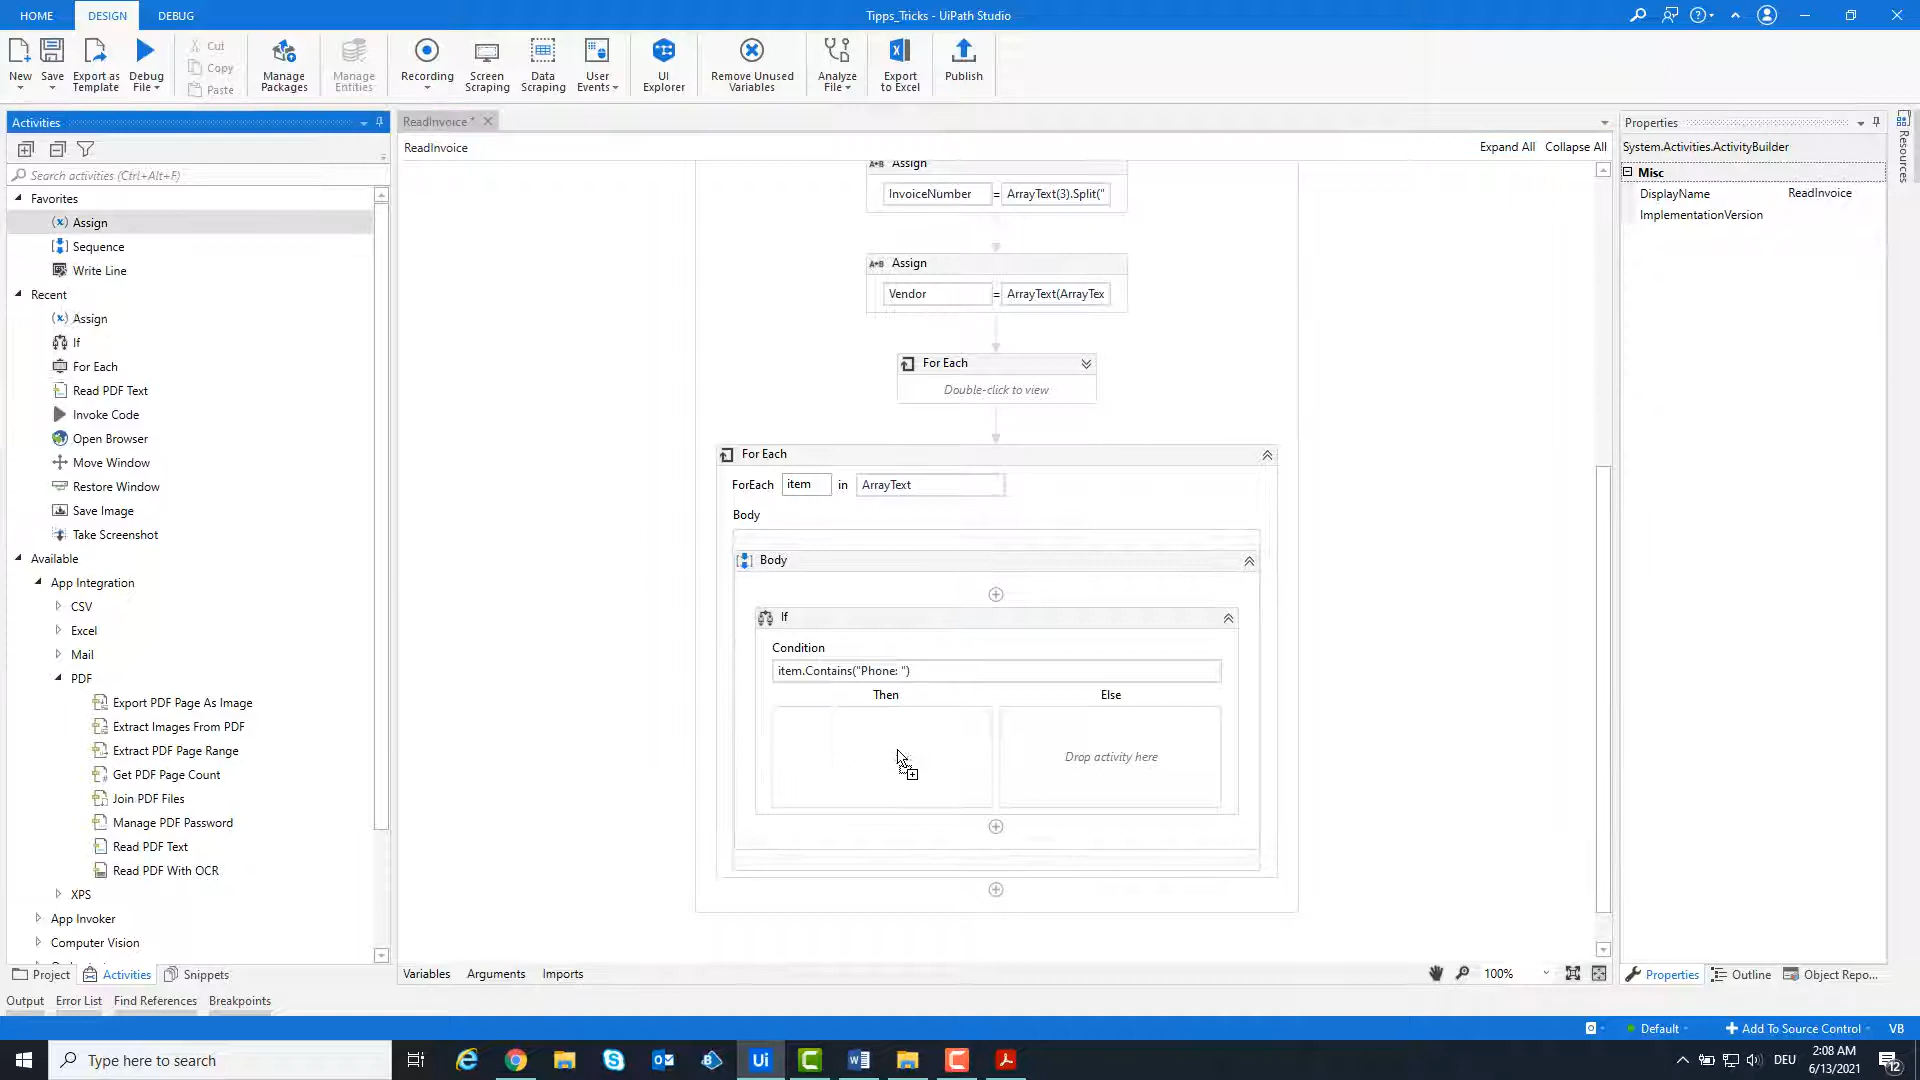 HOME
DESIGN
DEBUG
Tipps_Tricks - UiPath Studio
New
Save
Export as Template
Debug File
Cut
Copy
Paste
Manage Packages
Manage Entities
Recording
Screen Scraping
Data Scraping
User Events
UI Explorer
Remove Unused Variables
Analyze File
Export to Excel
Publish
Activities
Search activities (Ctrl+Alt+F)
Favorites
Assign
Sequence
Write Line
Recent
Assign
If
For Each
Read PDF Text
Invoke Code
Open Browser
Move Window
Restore Window
Save Image
Take Screenshot
Available
App Integration
CSV
Excel
Mail
PDF
Export PDF Page As Image
Extract Images From PDF
Extract PDF Page Range
Get PDF Page Count
Join PDF Files
Manage PDF Password
Read PDF Text
Read PDF With OCR
XPS
App Invoker
Computer Vision
Project
Activities
Snippets
ReadInvoice *
ReadInvoice
Expand All
Collapse All
Assign
InvoiceNumber = ArrayText(3).Split("
Assign
Vendor = ArrayText(ArrayTex
For Each
Double-click to view
For Each
ForEach item in ArrayText
Body
Body
If
Condition
item.Contains("Phone: ")
Then
Else
Drop activity here
Variables
Arguments
Imports
100%
Properties
System.Activities.ActivityBuilder
Misc
DisplayName ReadInvoice
ImplementationVersion
Resources
Properties
Outline
Object Repo...
Output
Error List
Find References
Breakpoints
Default
Add To Source Control
VB
Type here to search
Ui
DEU
2:08 AM
6/13/2021
12